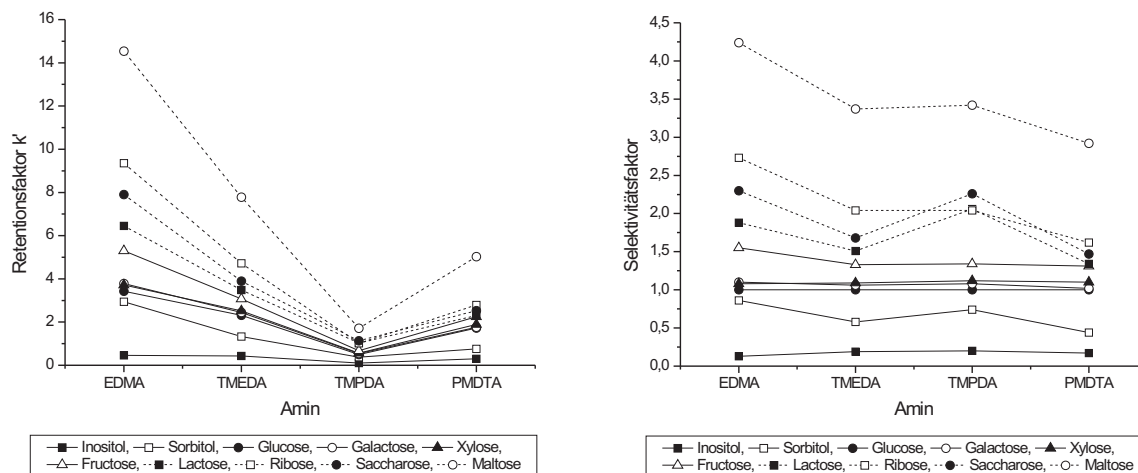 16
14
12
10
8
6
4
2
0
Retentionsfaktor k'
EDMA TMEDA TMPDA PMDTA
Amin
Inositol, Sorbitol, Glucose, Galactose, Xylose,
Fructose, Lactose, Ribose, Saccharose, Maltose
4,5
4,0
3,5
3,0
2,5
2,0
1,5
1,0
0,5
0,0
Selektivitätsfaktor
EDMA TMEDA TMPDA PMDTA
Amin
Inositol, Sorbitol, Glucose, Galactose, Xylose,
Fructose, Lactose, Ribose, Saccharose, Maltose